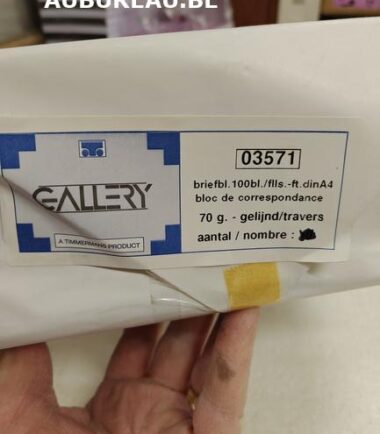 AUBUREAU.BE
03571
GALLERY
briefbl.100bl./flls.-ft.dinA4
bloc de correspondance
70 g. - gelijnd/travers
aantal / nombre :
A TIMMERMANS PRODUCT